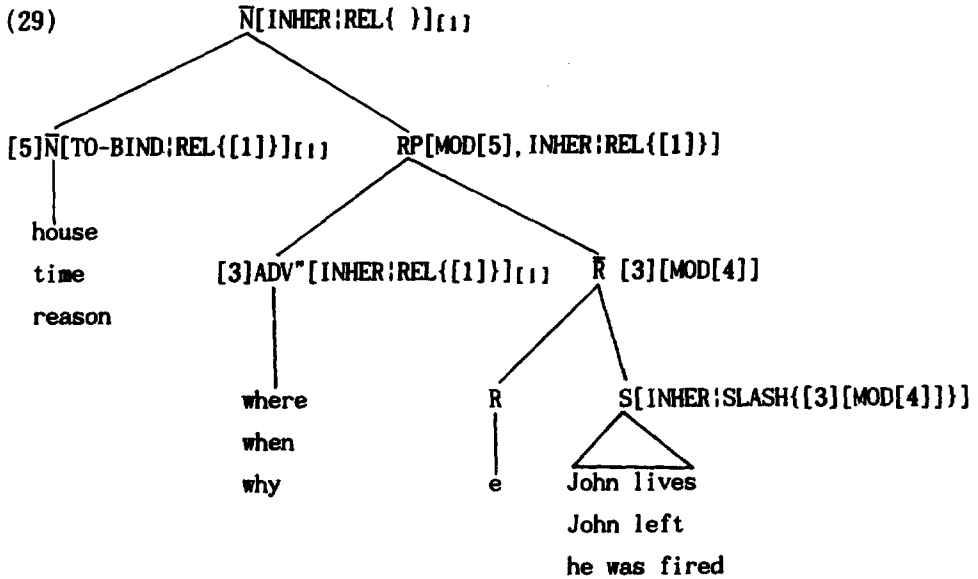 (29) N̄[INHER¦REL{ }][1]
[5]N̄[TO-BIND¦REL{[1]}][1] RP[MOD[5], INHER¦REL{[1]}]
house
time [3]ADV"[INHER¦REL{[1]}][1] R̄ [3][MOD[4]]
reason
where R S[INHER¦SLASH{[3][MOD[4]]}]
when
why e John lives
John left
he was fired